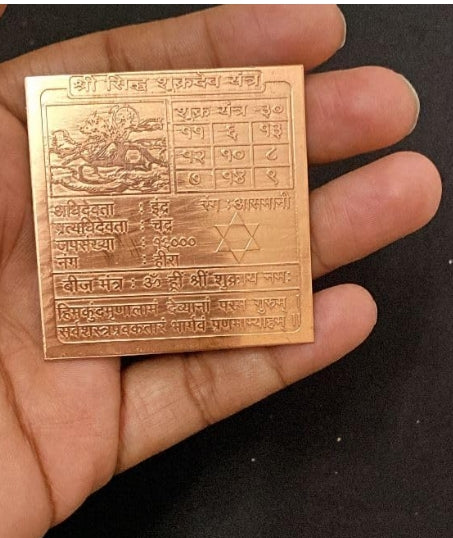 श्री सिद्ध शुक्रदेव यंत्र
शुक्र यंत्र -३०
११ ६ १३
१२ १० ८
७ १४ ९
अधिदेवता : इंद्र रंग : आसमानी
प्रत्यधिदेवता : चंद्र
जपसंख्या : १६०००
नंग : हीरा
बीज मंत्र : ॐ ह्रीं श्रीं शुक्राय नमः
हिमकुंदमृणालाभं दैत्यानां परमं गुरुम् ।
सर्वशास्त्रप्रवक्तारं भार्गवं प्रणमाम्यहम् ॥